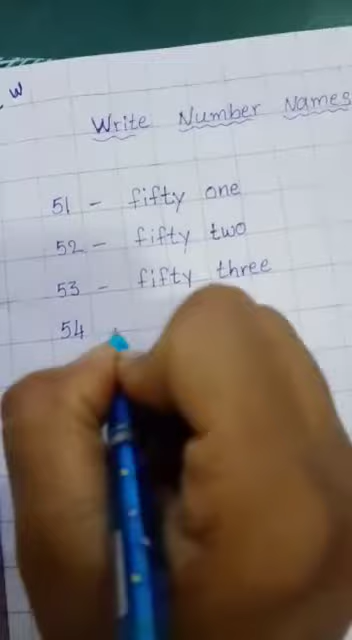 W
Write Number Names
51 - fifty one
52 - fifty two
53 - fifty three
54